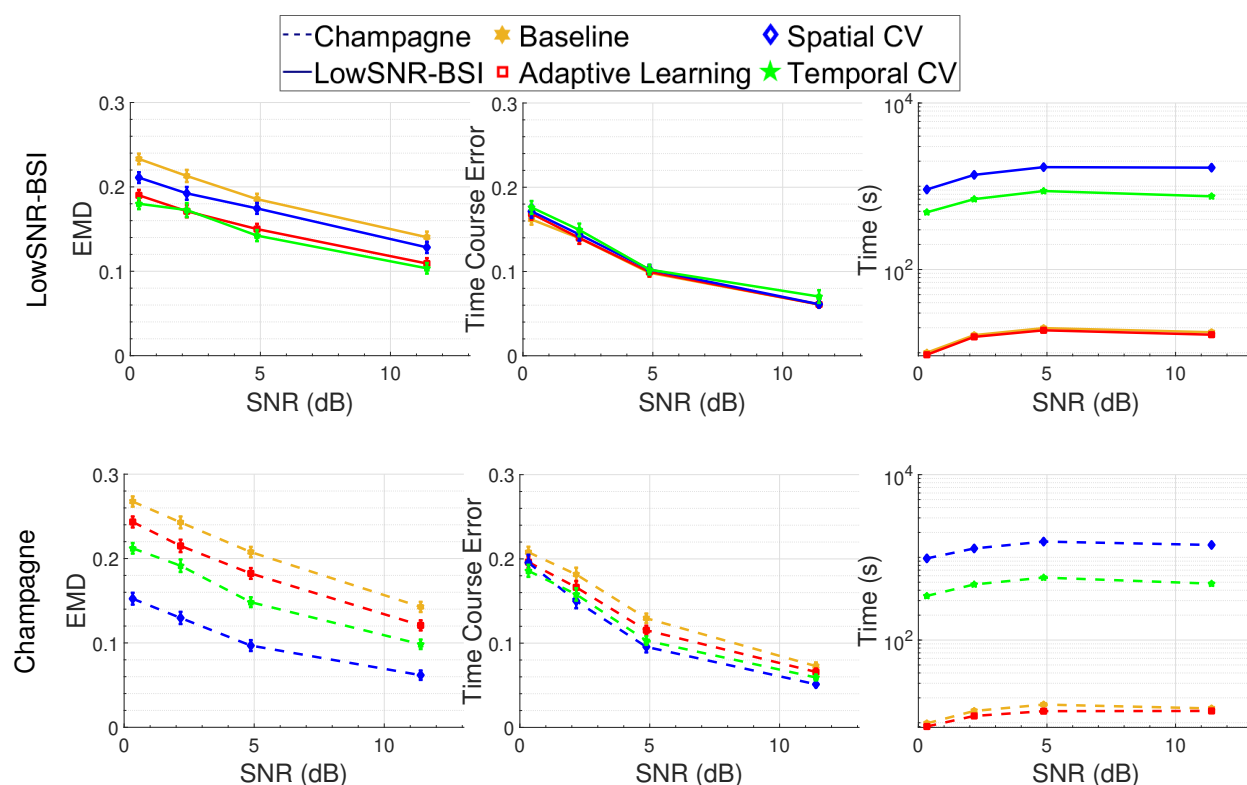 Champagne Baseline Spatial CV
LowSNR-BSI Adaptive Learning Temporal CV
LowSNR-BSI
EMD
0.3
0.2
0.1
0
0 5 10
SNR (dB)
Time Course Error
0.3
0.2
0.1
0
0 5 10
SNR (dB)
Time (s)
10^4
10^2
0 5 10
SNR (dB)
Champagne
EMD
0.3
0.2
0.1
0
0 5 10
SNR (dB)
Time Course Error
0.3
0.2
0.1
0
0 5 10
SNR (dB)
Time (s)
10^4
10^2
0 5 10
SNR (dB)